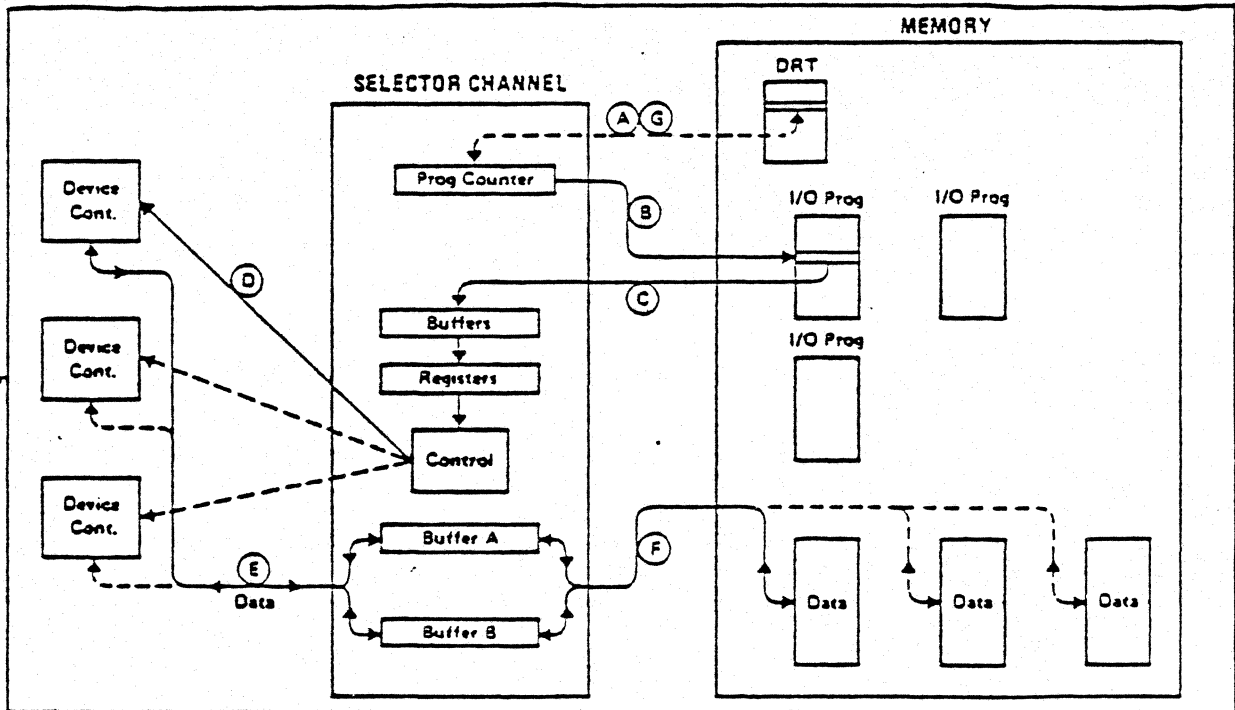 MEMORY
SELECTOR CHANNEL
DRT
A G
Prog Counter
Device
Cont.
B
I/O Prog
I/O Prog
D
C
Buffers
Device
Cont.
I/O Prog
Registers
Control
Device
Cont.
Buffer A
F
E
Data
Data
Data
Data
Buffer B